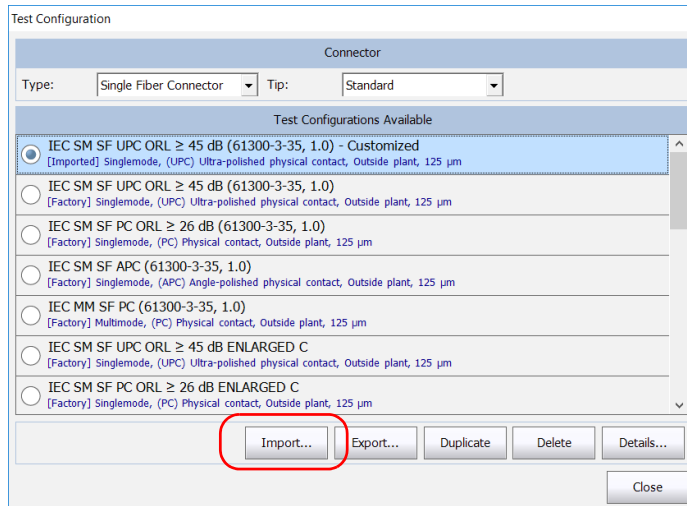 Test Configuration
Connector
Type: Single Fiber Connector Tip: Standard
Test Configurations Available
IEC SM SF UPC ORL ≥ 45 dB (61300-3-35, 1.0) - Customized
[Imported] Singlemode, (UPC) Ultra-polished physical contact, Outside plant, 125 µm
IEC SM SF UPC ORL ≥ 45 dB (61300-3-35, 1.0)
[Factory] Singlemode, (UPC) Ultra-polished physical contact, Outside plant, 125 µm
IEC SM SF PC ORL ≥ 26 dB (61300-3-35, 1.0)
[Factory] Singlemode, (PC) Physical contact, Outside plant, 125 µm
IEC SM SF APC (61300-3-35, 1.0)
[Factory] Singlemode, (APC) Angle-polished physical contact, Outside plant, 125 µm
IEC MM SF PC (61300-3-35, 1.0)
[Factory] Multimode, (PC) Physical contact, Outside plant, 125 µm
IEC SM SF UPC ORL ≥ 45 dB ENLARGED C
[Factory] Singlemode, (UPC) Ultra-polished physical contact, Outside plant, 125 µm
IEC SM SF PC ORL ≥ 26 dB ENLARGED C
[Factory] Singlemode, (PC) Physical contact, Outside plant, 125 µm
Import... Export... Duplicate Delete Details...
Close